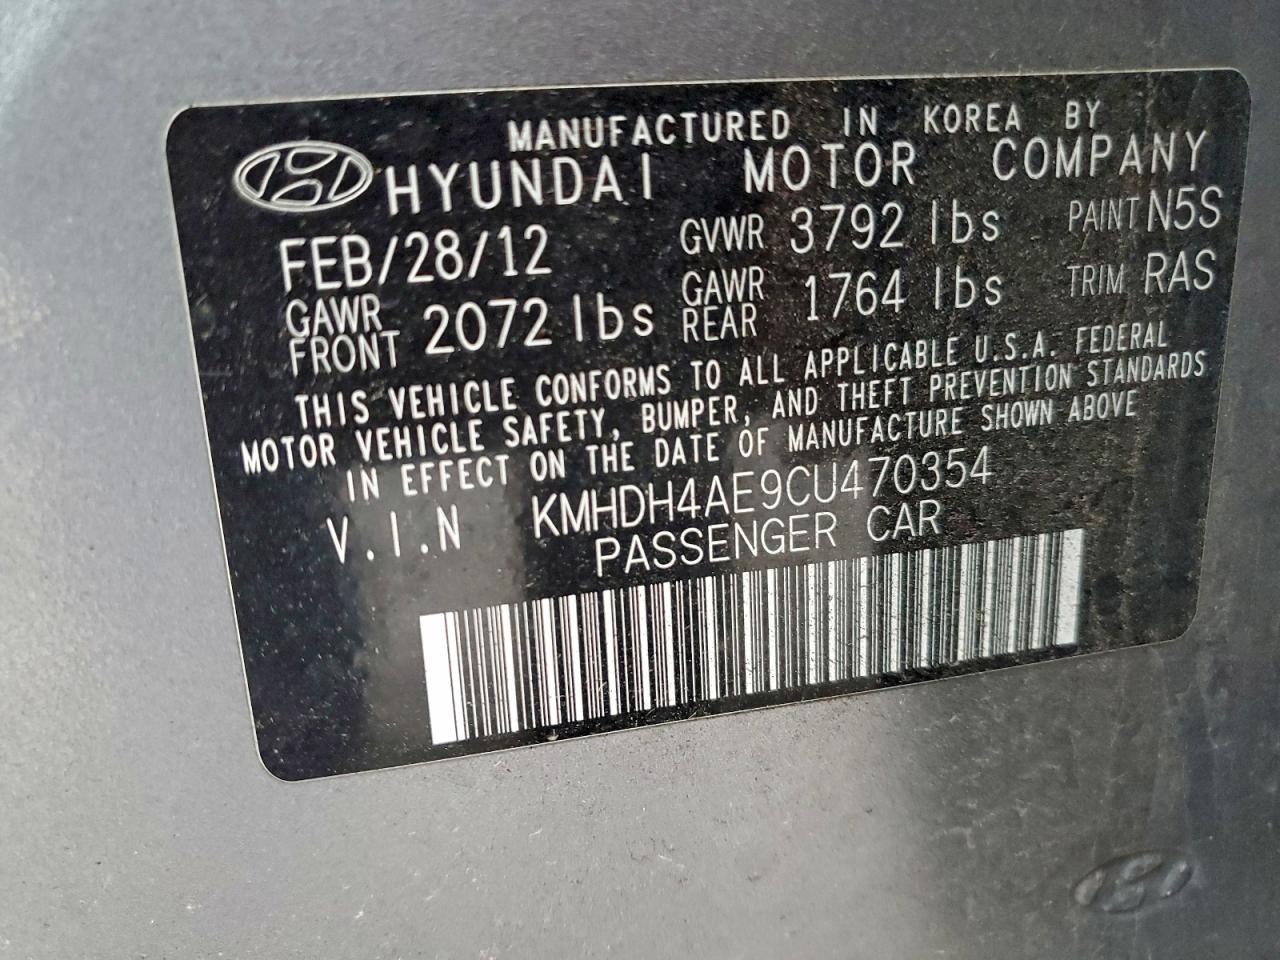 MANUFACTURED IN KOREA BY
HYUNDAI MOTOR COMPANY
FEB/28/12 GVWR 3792 lbs PAINT N5S
GAWR FRONT 2072 lbs GAWR REAR 1764 lbs TRIM RAS
THIS VEHICLE CONFORMS TO ALL APPLICABLE U.S.A. FEDERAL
MOTOR VEHICLE SAFETY, BUMPER, AND THEFT PREVENTION STANDARDS
IN EFFECT ON THE DATE OF MANUFACTURE SHOWN ABOVE
V.I.N KMHDH4AE9CU470354
PASSENGER CAR